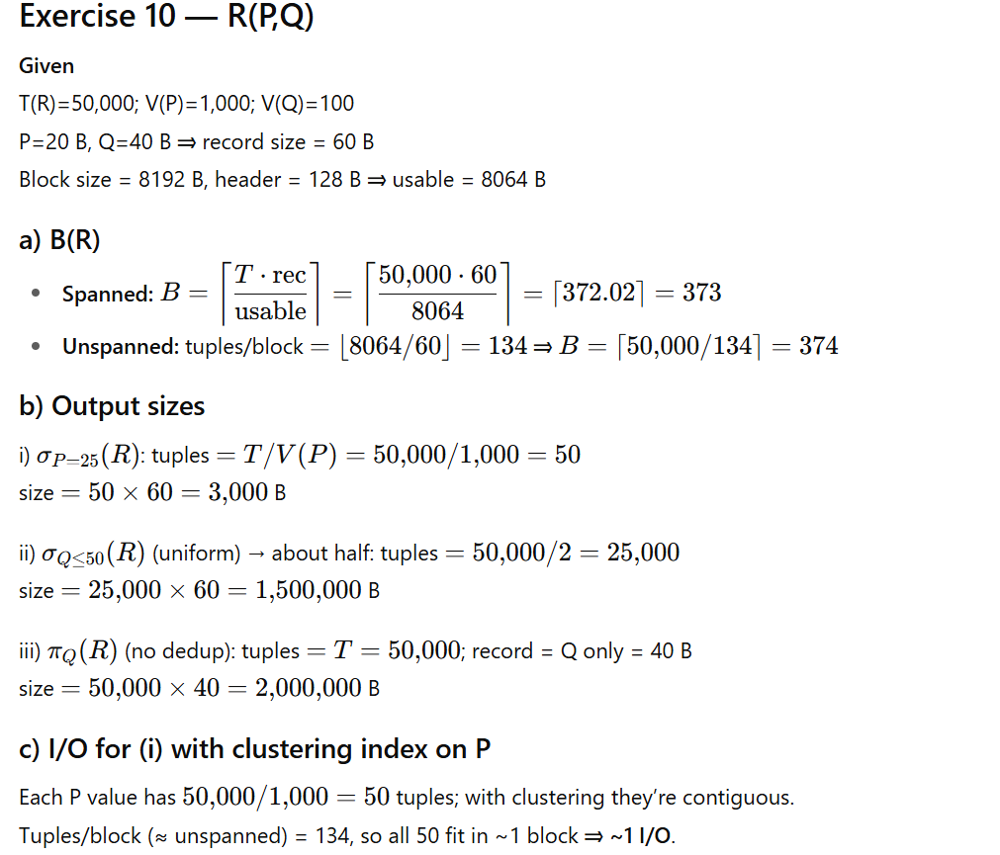 Exercise 10 — R(P,Q)
Given
T(R)=50,000; V(P)=1,000; V(Q)=100
P=20 B, Q=40 B ⇒ record size = 60 B
Block size = 8192 B, header = 128 B ⇒ usable = 8064 B
a) B(R)
• Spanned: B = ⌈T · rec / usable⌉ = ⌈50,000 · 60 / 8064⌉ = ⌈372.02⌉ = 373
• Unspanned: tuples/block = ⌊8064/60⌋ = 134 ⇒ B = ⌈50,000/134⌉ = 374
b) Output sizes
i) σ_{P=25}(R): tuples = T/V(P) = 50,000/1,000 = 50
size = 50 × 60 = 3,000 B
ii) σ_{Q≤50}(R) (uniform) → about half: tuples = 50,000/2 = 25,000
size = 25,000 × 60 = 1,500,000 B
iii) π_Q(R) (no dedup): tuples = T = 50,000; record = Q only = 40 B
size = 50,000 × 40 = 2,000,000 B
c) I/O for (i) with clustering index on P
Each P value has 50,000/1,000 = 50 tuples; with clustering they’re contiguous.
Tuples/block (≈ unspanned) = 134, so all 50 fit in ~1 block ⇒ ~1 I/O.